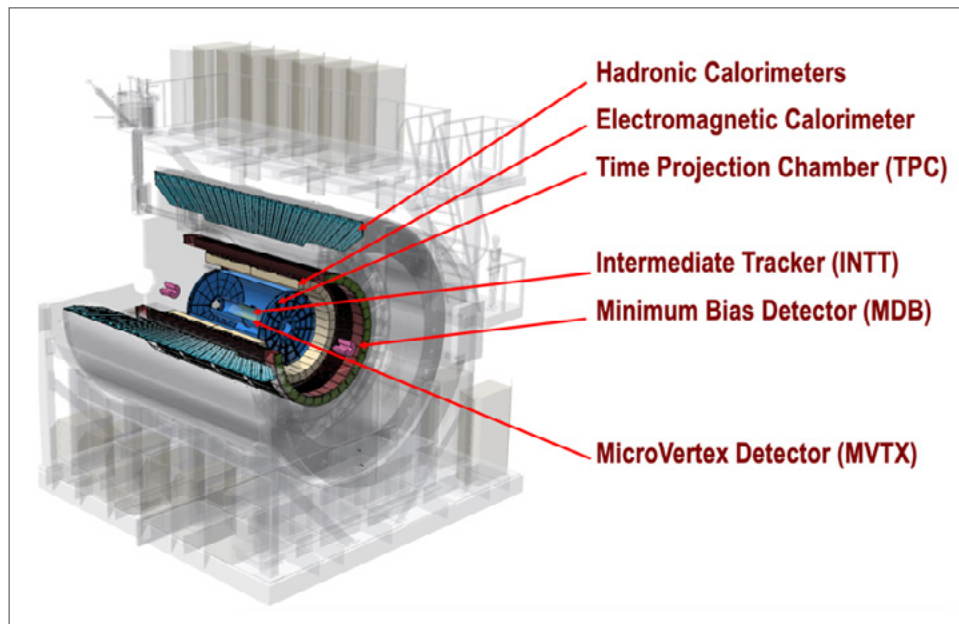 Hadronic Calorimeters
Electromagnetic Calorimeter
Time Projection Chamber (TPC)
Intermediate Tracker (INTT)
Minimum Bias Detector (MDB)
MicroVertex Detector (MVTX)